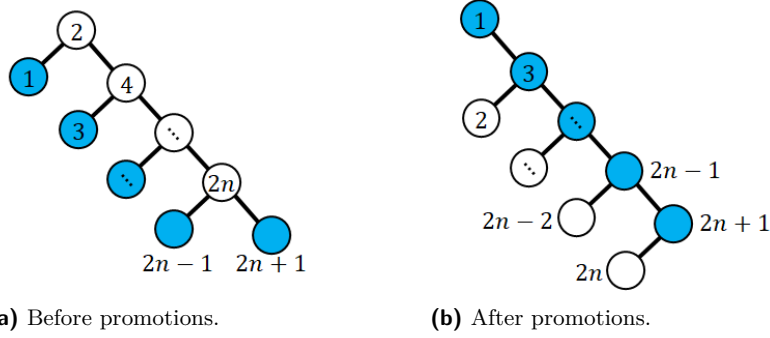 2
1
4
3
⋱
⋱
2n
2n − 1
2n + 1
a) Before promotions.
1
3
2
⋱
⋱
2n − 1
2n − 2
2n + 1
2n
(b) After promotions.